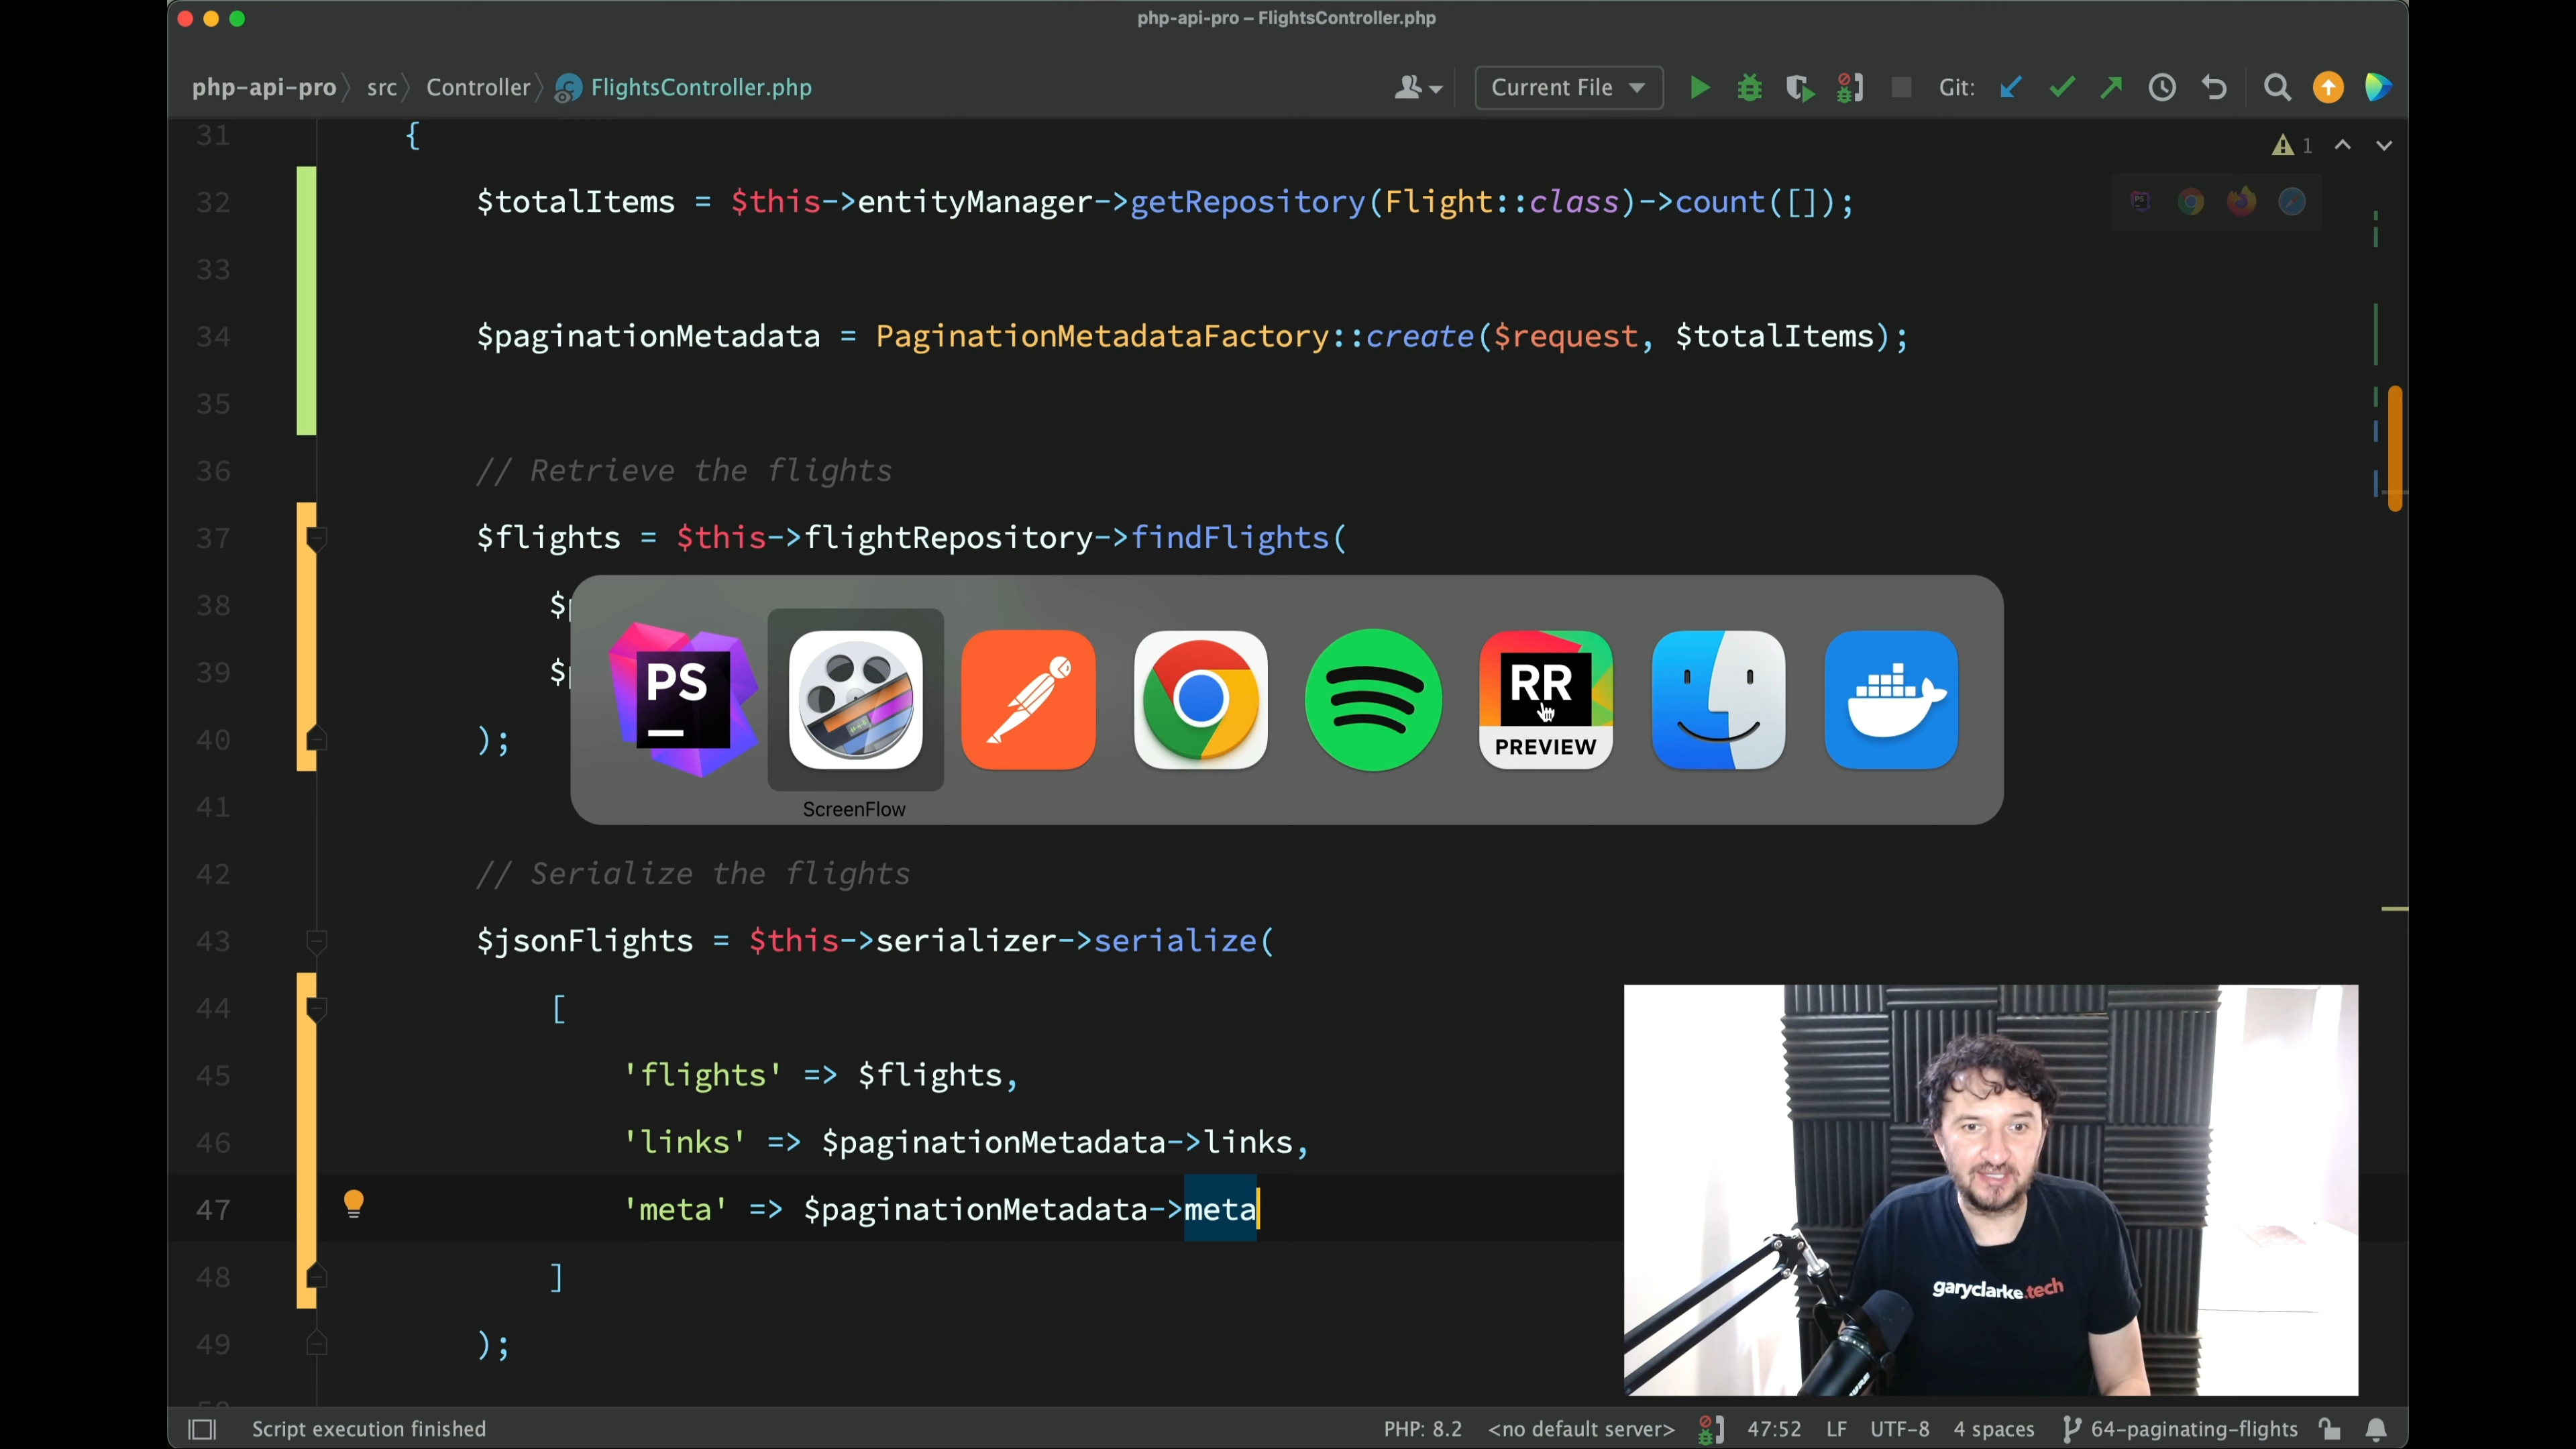 php-api-pro – FlightsController.php
php-api-pro src Controller FlightsController.php
Current File
Git:
31 {
1
32 $totalItems = $this->entityManager->getRepository(Flight::class)->count([]);
33
34 $paginationMetadata = PaginationMetadataFactory::create($request, $totalItems);
35
36 // Retrieve the flights
37 $flights = $this->flightRepository->findFlights(
38 $
39 $
40 );
PS
RR
PREVIEW
ScreenFlow
41
42 // Serialize the flights
43 $jsonFlights = $this->serializer->serialize(
44 [
45 'flights' => $flights,
46 'links' => $paginationMetadata->links,
47 'meta' => $paginationMetadata->meta
48 ]
49 );
garyclarke.tech
Script execution finished
PHP: 8.2 <no default server> 47:52 LF UTF-8 4 spaces 64-paginating-flights